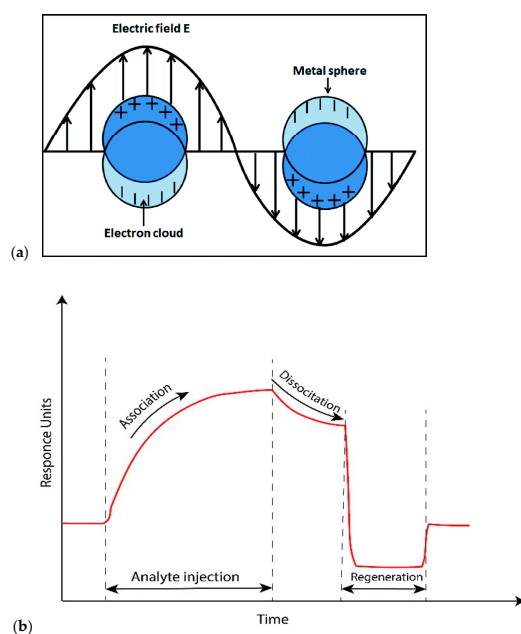 Electric field E
Metal sphere
Electron cloud
(a)
Responce Units
Association
Dissocitation
Analyte injection
Regeneration
Time
(b)